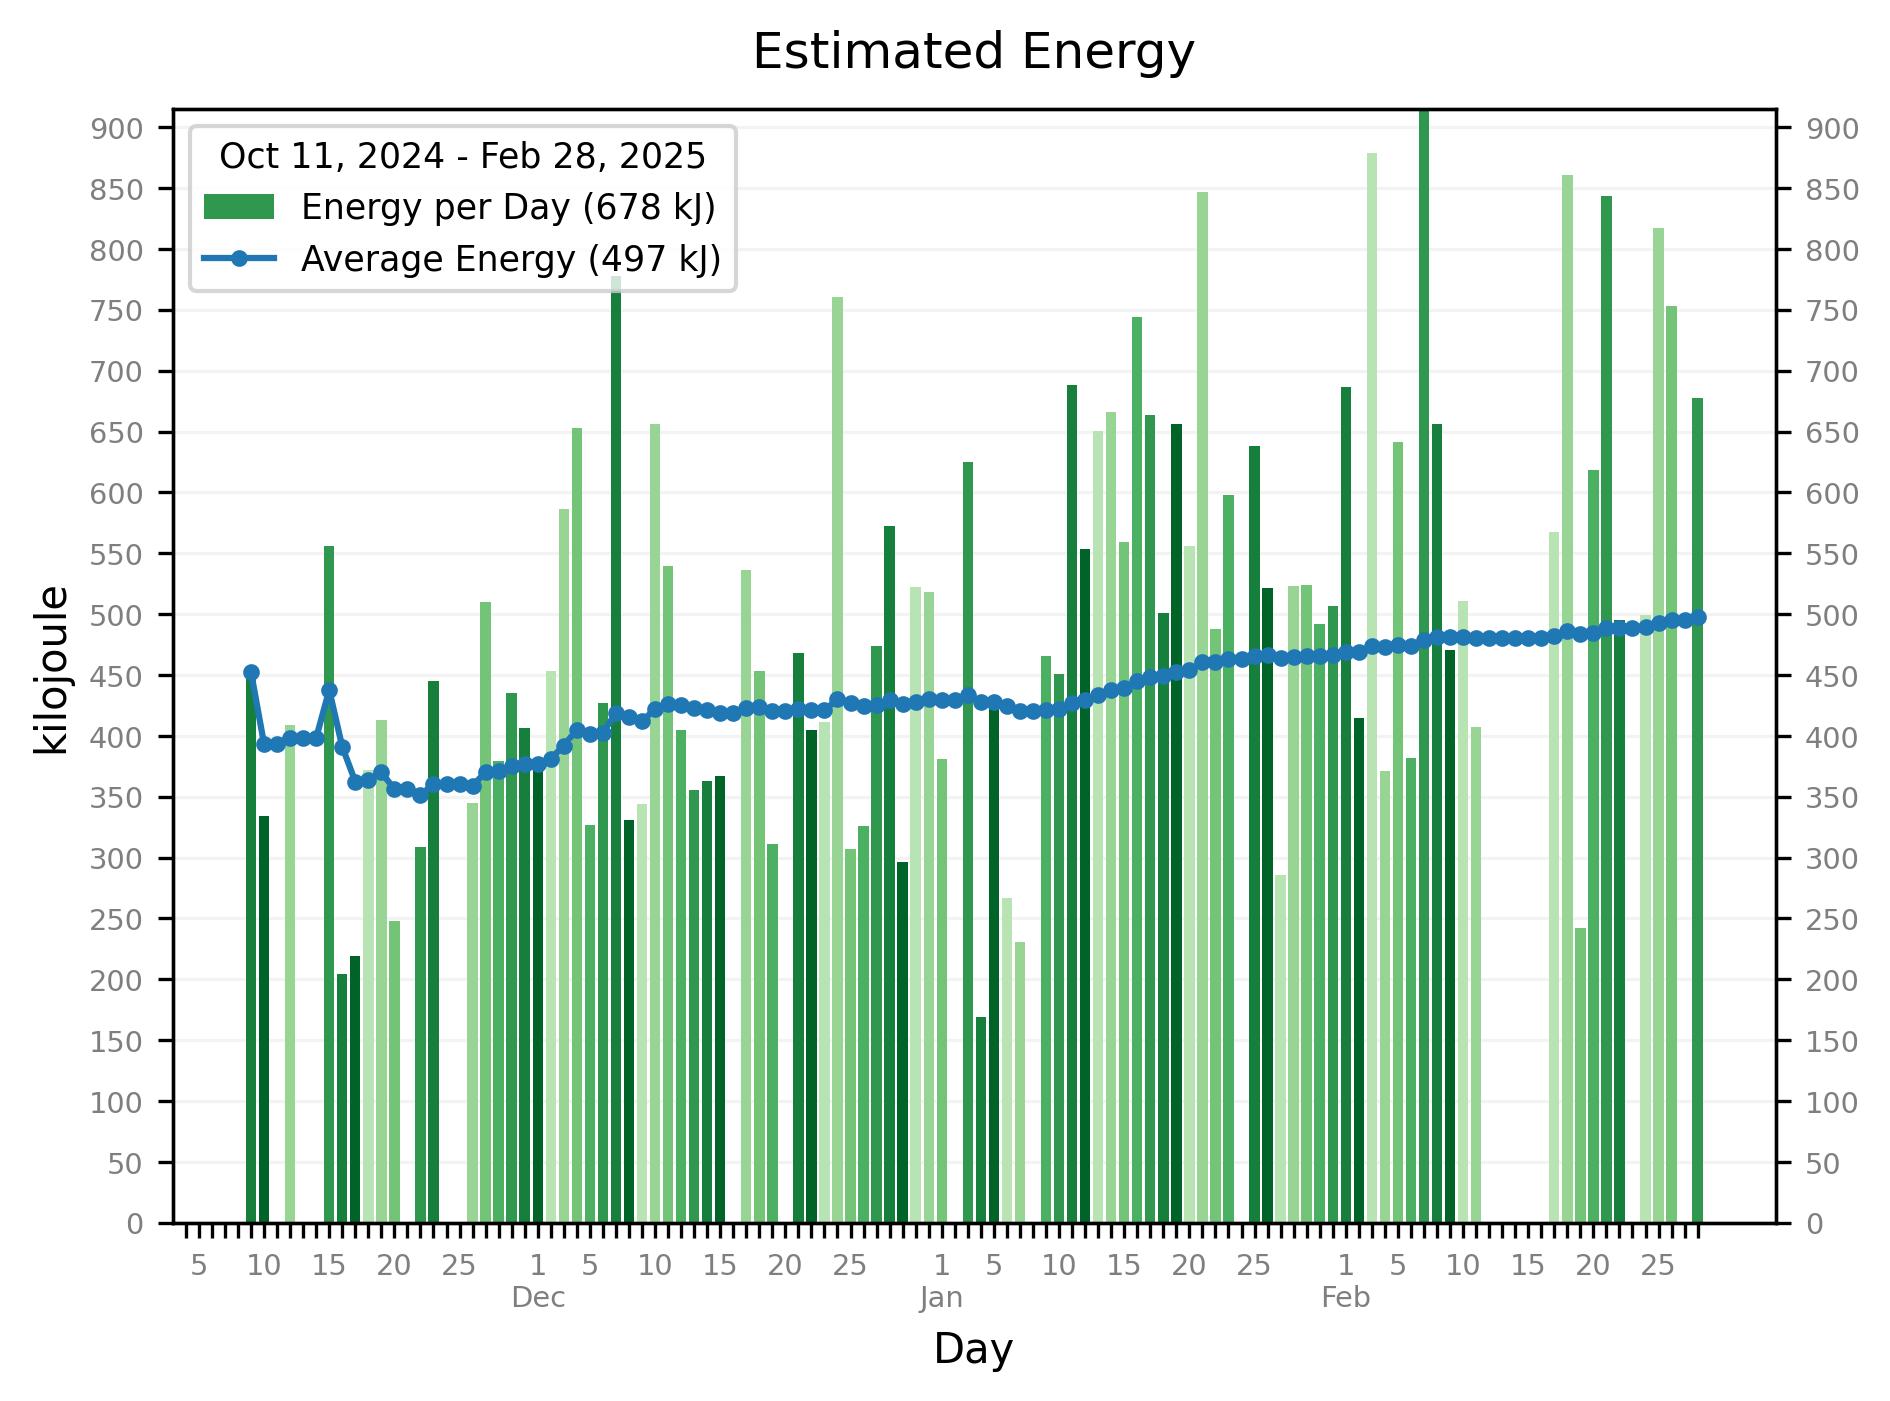 Estimated Energy
Oct 11, 2024 - Feb 28, 2025
Energy per Day (678 kJ)
Average Energy (497 kJ)
900 900
850 850
800 800
750 750
700 700
650 650
600 600
550 550
500 500
450 450
400 400
350 350
300 300
250 250
200 200
150 150
100 100
50 50
0 0
kilojoule
5 10 15 20 25 1 5 10 15 20 25 1 5 10 15 20 25 1 5 10 15 20 25
Dec Jan Feb
Day